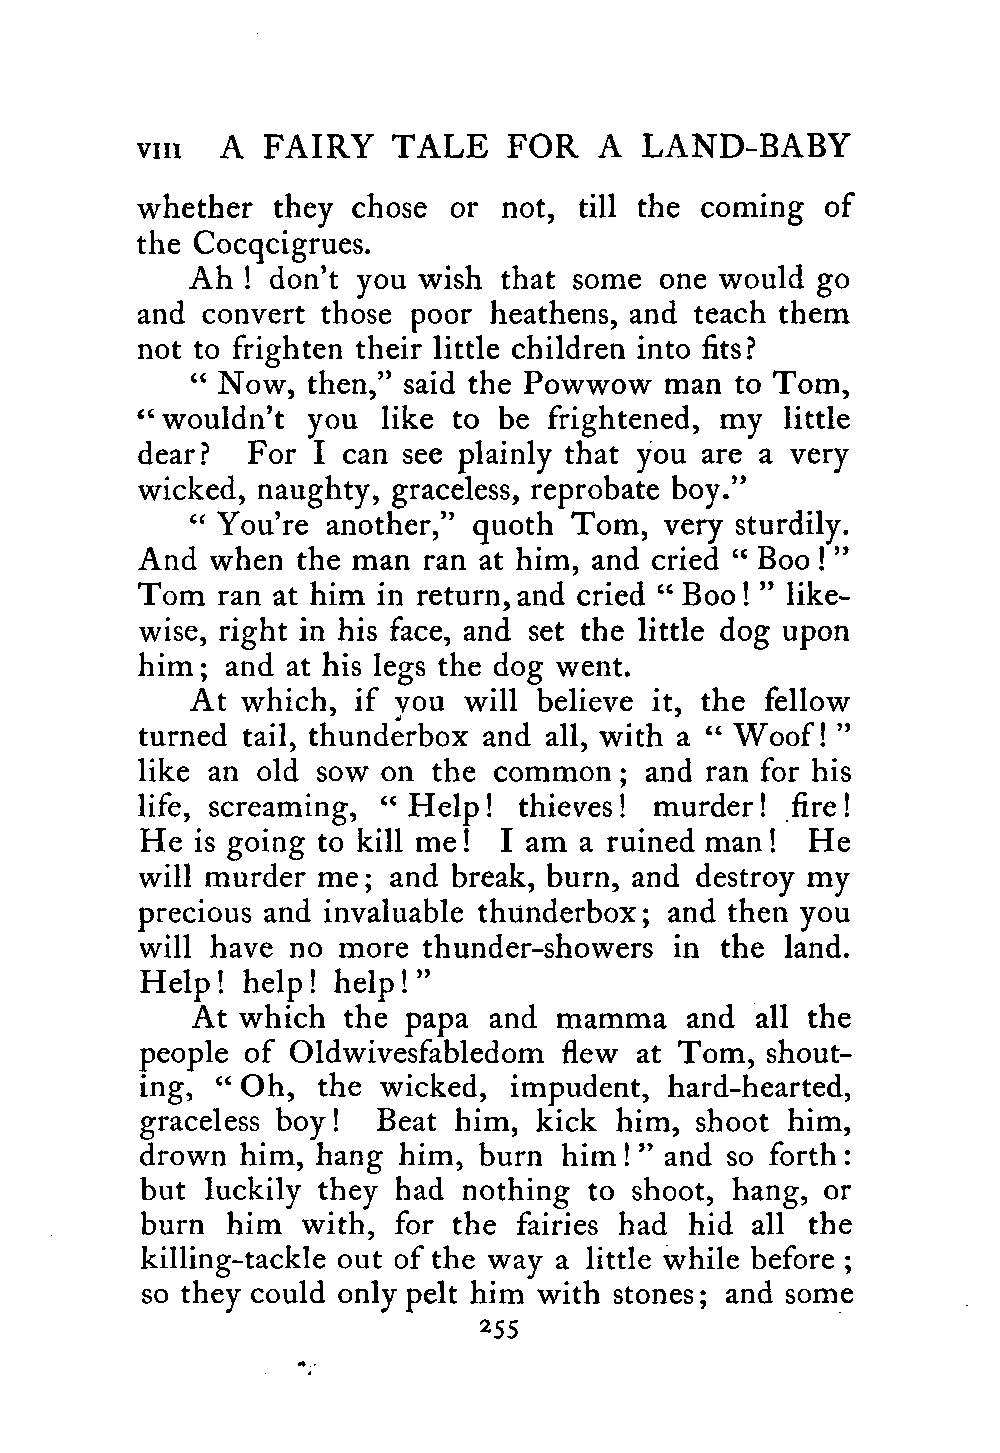 VIII A FAIRY TALE FOR A LAND-BABY
whether they chose or not, till the coming of
the Cocqcigrues.
Ah ! don't you wish that some one would go
and convert those poor heathens, and teach them
not to frighten their little children into fits?
“ Now, then,” said the Powwow man to Tom,
“wouldn't you like to be frightened, my little
dear? For I can see plainly that you are a very
wicked, naughty, graceless, reprobate boy.”
“ You're another,” quoth Tom, very sturdily.
And when the man ran at him, and cried “ Boo ! ”
Tom ran at him in return, and cried “ Boo! ” like-
wise, right in his face, and set the little dog upon
him; and at his legs the dog went.
At which, if you will believe it, the fellow
turned tail, thunderbox and all, with a “ Woof! ”
like an old sow on the common; and ran for his
life, screaming, “ Help! thieves! murder! fire!
He is going to kill me! I am a ruined man! He
will murder me; and break, burn, and destroy my
precious and invaluable thunderbox; and then you
will have no more thunder-showers in the land.
Help! help! help!”
At which the papa and mamma and all the
people of Oldwivesfabledom flew at Tom, shout-
ing, “ Oh, the wicked, impudent, hard-hearted,
graceless boy! Beat him, kick him, shoot him,
drown him, hang him, burn him! ” and so forth:
but luckily they had nothing to shoot, hang, or
burn him with, for the fairies had hid all the
killing-tackle out of the way a little while before ;
so they could only pelt him with stones; and some
255